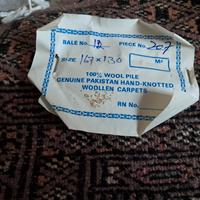 BALE No. 12 PIECE No. 207
SIZE 167 x 130 M²
100% WOOL PILE
GENUINE PAKISTAN HAND-KNOTTED
WOOLLEN CARPETS
RN No.